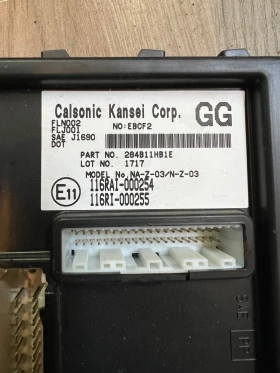 Calsonic Kansei Corp. GG
FLN002 NO:EBCF2
FLJ001
SAE J1690
DOT
PART NO. 284B11HB1E
LOT NO. 1717
MODEL No.NA-Z-03/N-Z-03
E11 116RAI-000254
116RI-000255